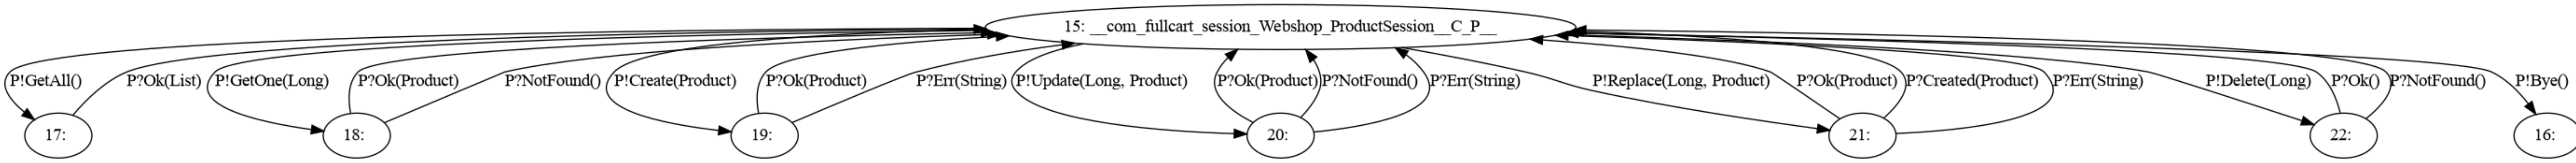 15: __com_fullcart_session_Webshop_ProductSession__C_P__
P!GetAll()
P?Ok(List)
P!GetOne(Long)
P?Ok(Product)
P?NotFound()
P!Create(Product)
P?Ok(Product)
P?Err(String)
P!Update(Long, Product)
P?Ok(Product)
P?NotFound()
P?Err(String)
P!Replace(Long, Product)
P?Ok(Product)
P?Created(Product)
P?Err(String)
P!Delete(Long)
P?Ok()
P?NotFound()
P!Bye()
17:
18:
19:
20:
21:
22:
16: